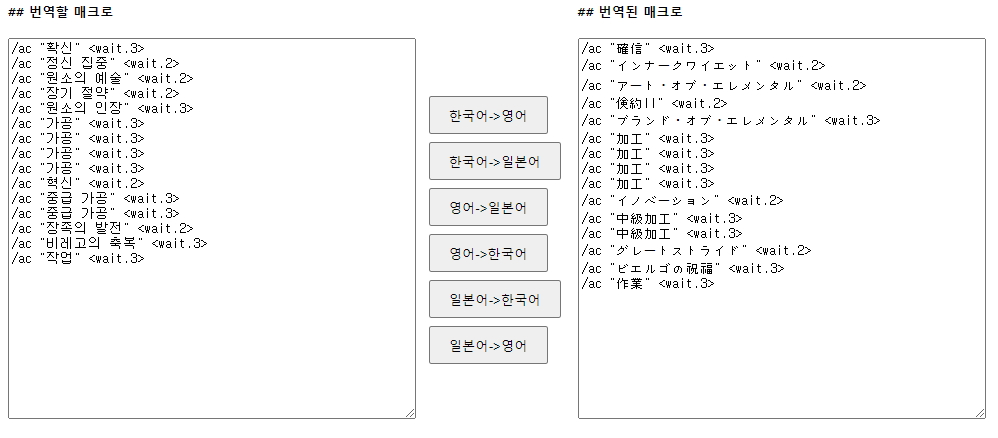 ## 번역할 매크로
/ac "확신" <wait.3>
/ac "정신 집중" <wait.2>
/ac "원소의 예술" <wait.2>
/ac "장기 절약" <wait.2>
/ac "원소의 인장" <wait.3>
/ac "가공" <wait.3>
/ac "가공" <wait.3>
/ac "가공" <wait.3>
/ac "가공" <wait.3>
/ac "혁신" <wait.2>
/ac "중급 가공" <wait.3>
/ac "중급 가공" <wait.3>
/ac "장족의 발전" <wait.2>
/ac "비레고의 축복" <wait.3>
/ac "작업" <wait.3>
한국어->영어
한국어->일본어
영어->일본어
영어->한국어
일본어->한국어
일본어->영어
## 번역된 매크로
/ac "確信" <wait.3>
/ac "インナークワイエット" <wait.2>
/ac "アート・オブ・エレメンタル" <wait.2>
/ac "倹約II" <wait.2>
/ac "ブランド・オブ・エレメンタル" <wait.3>
/ac "加工" <wait.3>
/ac "加工" <wait.3>
/ac "加工" <wait.3>
/ac "加工" <wait.3>
/ac "イノベーション" <wait.2>
/ac "中級加工" <wait.3>
/ac "中級加工" <wait.3>
/ac "グレートストライド" <wait.2>
/ac "ビエルゴの祝福" <wait.3>
/ac "作業" <wait.3>